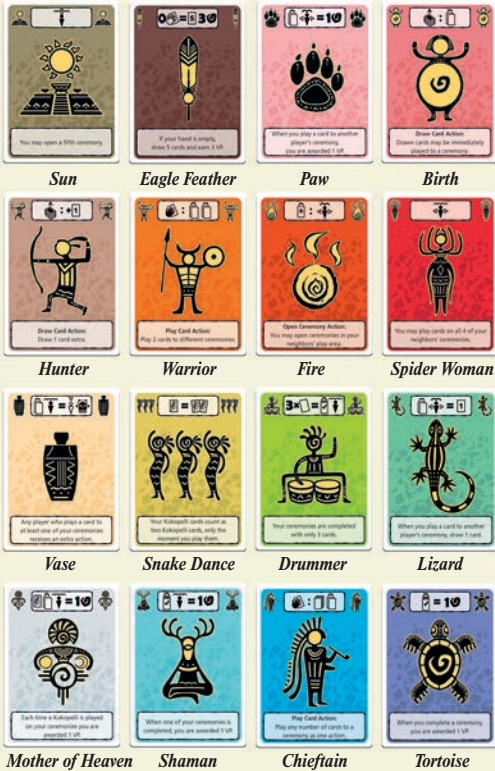 You may open a fifth ceremony.
0 = 5 3
If your hand is empty,
draw 5 cards and earn 3 VP.
= 1
When you play a card to another
player's ceremony,
you are awarded 1 VP.
:
Draw Card Action:
Drawn cards may be immediately
played to a ceremony.
Sun
Eagle Feather
Paw
Birth
: +1
Draw Card Action:
Draw 1 card extra.
:
Play Card Action:
Play 2 cards to different ceremonies.
:
Open Ceremony Action:
You may open ceremonies in your
neighbors' play area.
You may play cards on all 4 of your
neighbors' ceremonies.
Hunter
Warrior
Fire
Spider Woman
=
Any player who plays a card to
at least one of your ceremonies
receives an extra action.
=
Your Kokopelli cards count as
two Kokopelli cards, only the
moment you play them.
3× =
Your ceremonies are completed
with only 3 cards.
= 1
When you play a card to another
player's ceremony, draw 1 card.
Vase
Snake Dance
Drummer
Lizard
= 1
Each time a Kokopelli is played
on your ceremonies you are
awarded 1 VP.
= 1
When one of your ceremonies is
completed, you are awarded 1 VP.
:
Play Card Action:
Play any number of cards to a
ceremony as one action.
= 1
When you complete a ceremony,
you are awarded 1 VP.
Mother of Heaven
Shaman
Chieftain
Tortoise